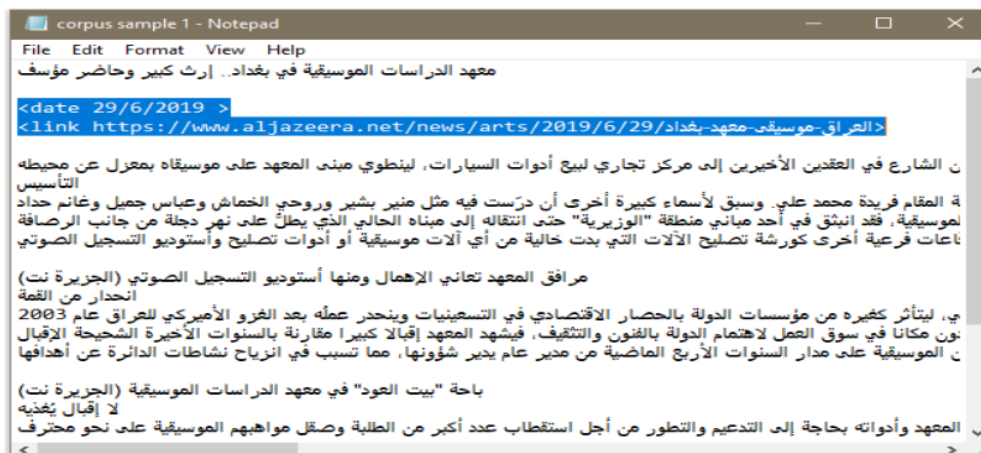 corpus sample 1 - Notepad
File Edit Format View Help
معهد الدراسات الموسيقية في بغداد.. إرث كبير وحاضر مؤسف
<date 29/6/2019 >
<link https://www.aljazeera.net/news/arts/2019/6/29/العراق-موسيقى-معهد-بغداد>
ن الشارع في العقدين الأخيرين إلى مركز تجاري لبيع أدوات السيارات، لينطوي مبنى المعهد على موسيقاه بمعزل عن محيطه
التأسيس
ة المقام فريدة محمد علي. وسبق لأسماء كبيرة أخرى أن درّست فيه مثل منير بشير وروحي الخماش وعباس جميل وغانم حداد
لموسيقية، فقد انبثق في أحد مباني منطقة "الوزيرية" حتى انتقاله إلى مبناه الحالي الذي يطلّ على نهر دجلة من جانب الرصافة
اعات فرعية أخرى كورشة تصليح الآلات التي بدت خالية من أي آلات موسيقية أو أدوات تصليح وأستوديو التسجيل الصوتي
مرافق المعهد تعاني الإهمال ومنها أستوديو التسجيل الصوتي (الجزيرة نت)
انحدار من القمة
ي، ليتأثر كغيره من مؤسسات الدولة بالحصار الاقتصادي في التسعينيات وينحدر عملُه بعد الغزو الأميركي للعراق عام 2003
ون مكانا في سوق العمل لاهتمام الدولة بالفنون والتثقيف، فيشهد المعهد إقبالا كبيرا مقارنة بالسنوات الأخيرة الشحيحة الإقبال
ن الموسيقية على مدار السنوات الأربع الماضية من مدير عام يدير شؤونها، مما تسبب في انزياح نشاطات الدائرة عن أهدافها
باحة "بيت العود" في معهد الدراسات الموسيقية (الجزيرة نت)
لا إقبال يُغذيه
المعهد وأدواته بحاجة إلى التدعيم والتطور من أجل استقطاب عدد أكبر من الطلبة وصقل مواهبهم الموسيقية على نحو محترف